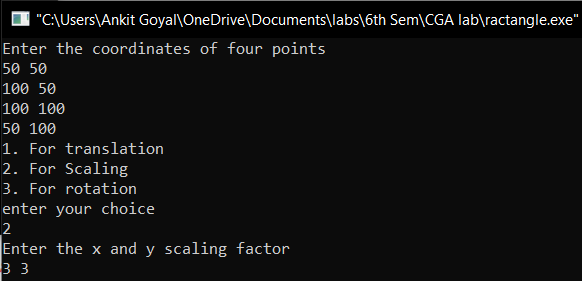 "C:\Users\Ankit Goyal\OneDrive\Documents\labs\6th Sem\CGA lab\ractangle.exe"
Enter the coordinates of four points
50 50
100 50
100 100
50 100
1. For translation
2. For Scaling
3. For rotation
enter your choice
2
Enter the x and y scaling factor
3 3